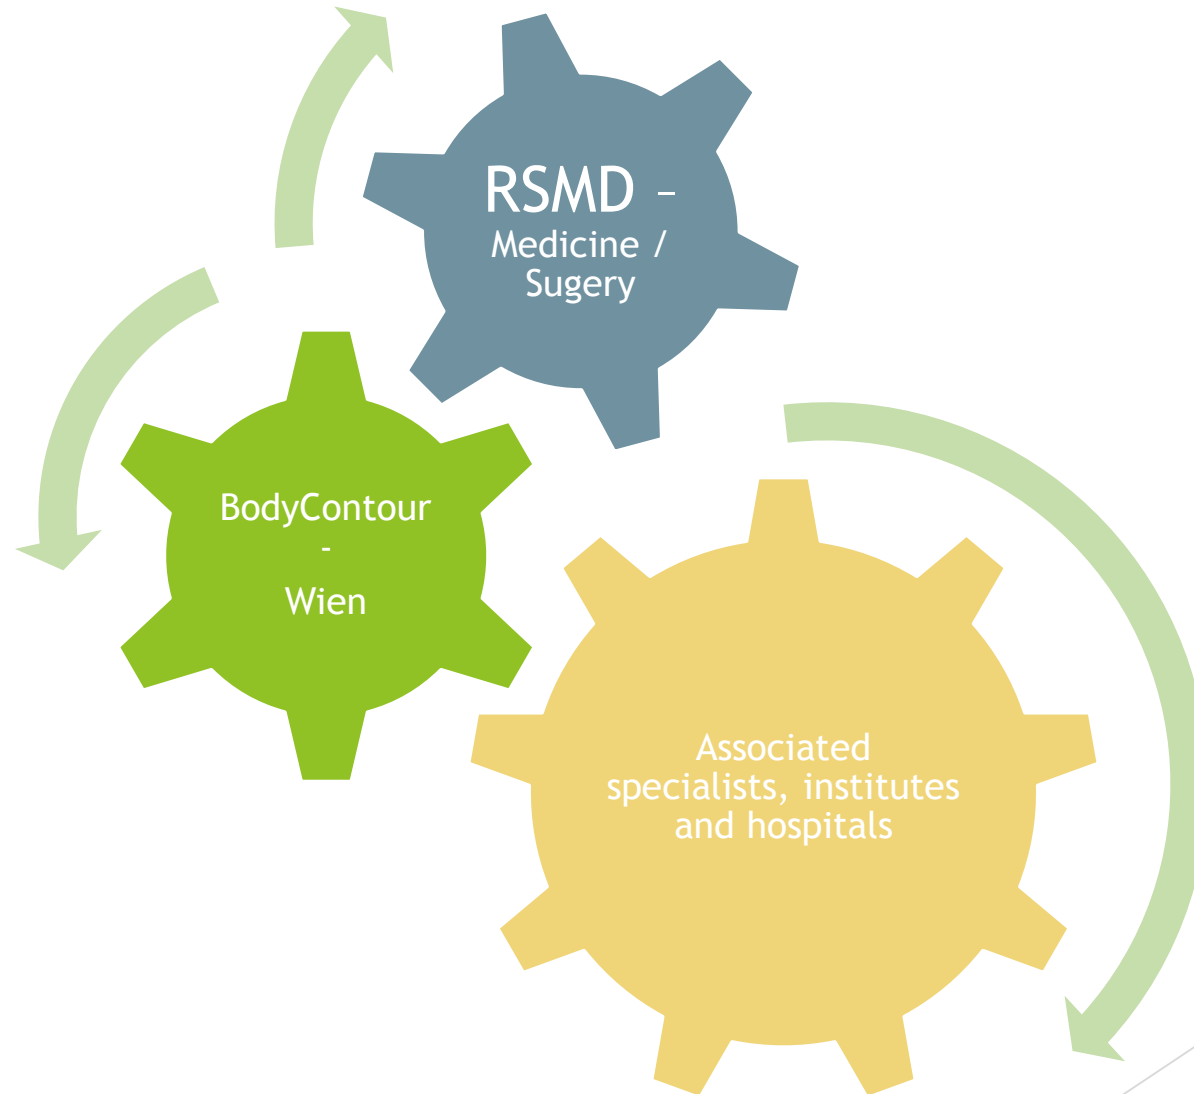 RSMD –
Medicine /
Sugery
BodyContour
-
Wien
Associated
specialists, institutes
and hospitals